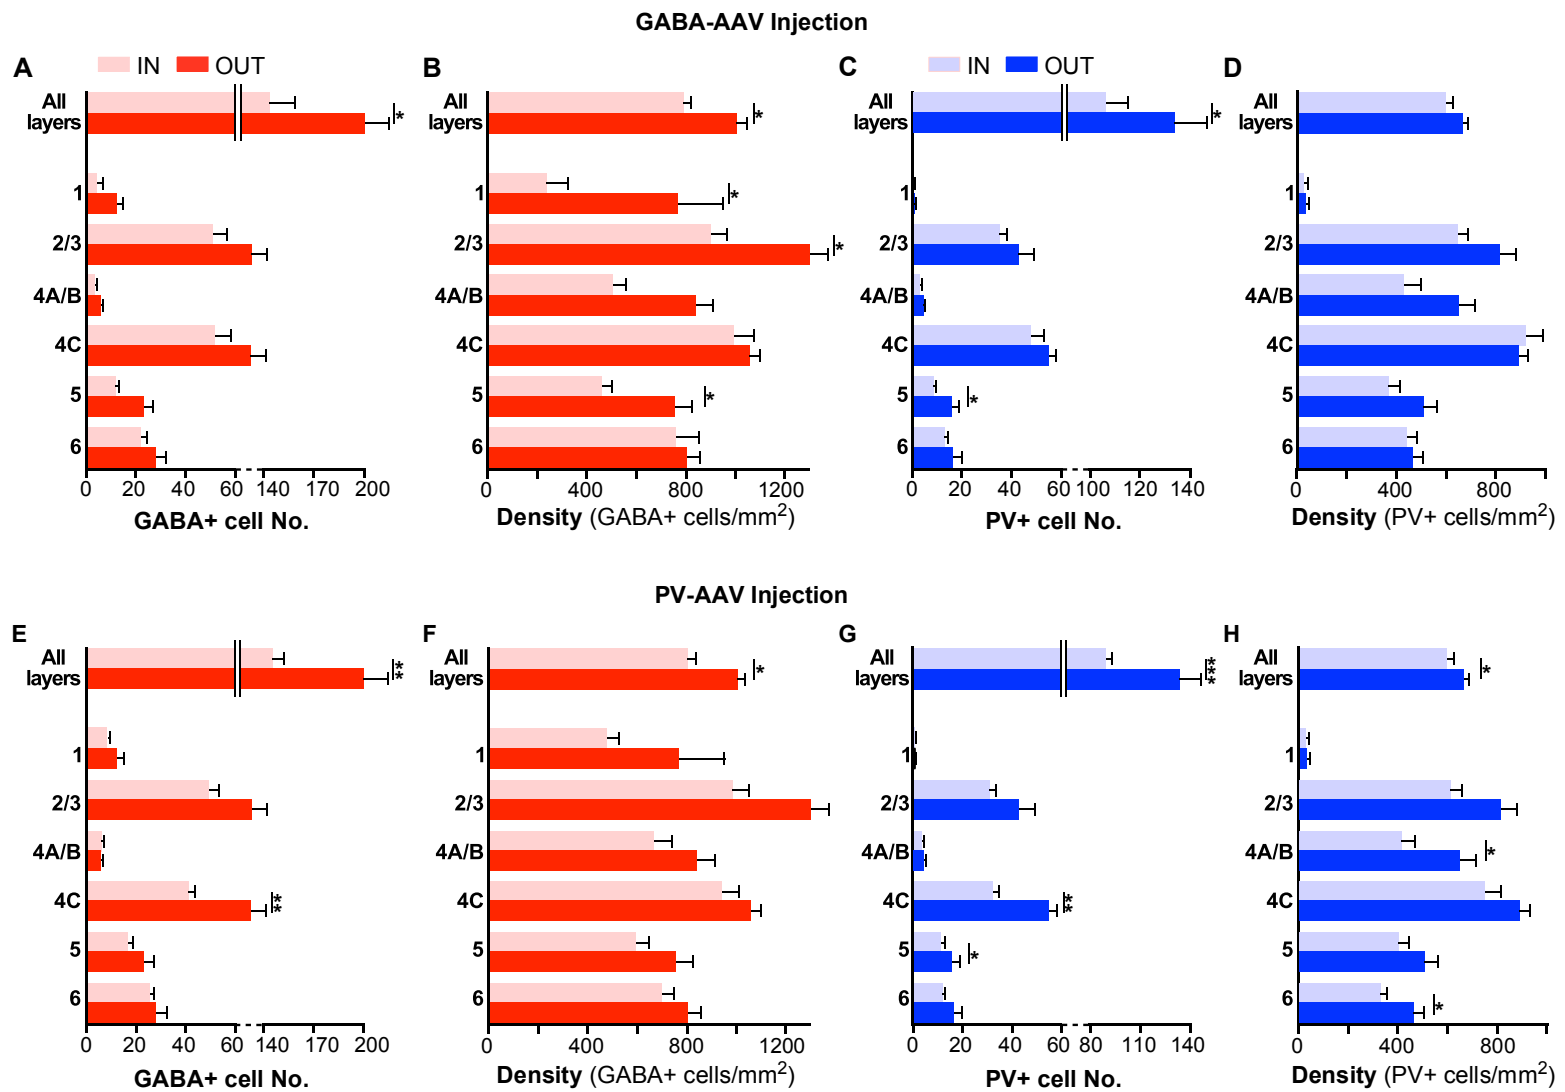 GABA-AAV Injection
A IN OUT B C IN OUT D
All layers * All layers * All layers * All layers
1 1 * 1 1
2/3 2/3 * 2/3 2/3
4A/B 4A/B 4A/B 4A/B
4C 4C 4C 4C
5 5 * 5 * 5
6 6 6 6
0 20 40 60 140 170 200 0 400 800 1200 0 20 40 60 100 120 140 0 400 800
GABA+ cell No. Density (GABA+ cells/mm2) PV+ cell No. Density (PV+ cells/mm2)
PV-AAV Injection
E F G H
All layers ** All layers * All layers *** All layers *
1 1 1 1
2/3 2/3 2/3 2/3
4A/B 4A/B 4A/B 4A/B *
4C ** 4C 4C ** 4C
5 5 5 * 5
6 6 6 6 *
0 20 40 60 140 170 200 0 400 800 1200 0 20 40 60 80 110 140 0 400 800
GABA+ cell No. Density (GABA+ cells/mm2) PV+ cell No. Density (PV+ cells/mm2)